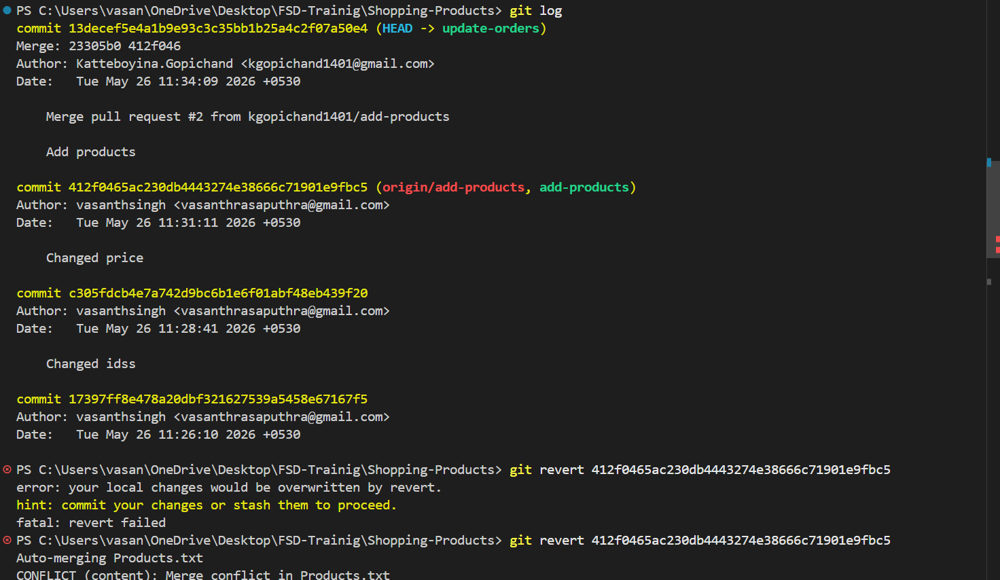 PS C:\Users\vasan\OneDrive\Desktop\FSD-Trainig\Shopping-Products> git log
commit 13decef5e4a1b9e93c3c35bb1b25a4c2f07a50e4 (HEAD -> update-orders)
Merge: 23305b0 412f046
Author: Katteboyina.Gopichand <kgopichand1401@gmail.com>
Date:   Tue May 26 11:34:09 2026 +0530

    Merge pull request #2 from kgopichand1401/add-products

    Add products

commit 412f0465ac230db4443274e38666c71901e9fbc5 (origin/add-products, add-products)
Author: vasanthsingh <vasanthrasaputhra@gmail.com>
Date:   Tue May 26 11:31:11 2026 +0530

    Changed price

commit c305fdcb4e7a742d9bc6b1e6f01abf48eb439f20
Author: vasanthsingh <vasanthrasaputhra@gmail.com>
Date:   Tue May 26 11:28:41 2026 +0530

    Changed idss

commit 17397ff8e478a20dbf321627539a5458e67167f5
Author: vasanthsingh <vasanthrasaputhra@gmail.com>
Date:   Tue May 26 11:26:10 2026 +0530

PS C:\Users\vasan\OneDrive\Desktop\FSD-Trainig\Shopping-Products> git revert 412f0465ac230db4443274e38666c71901e9fbc5
error: your local changes would be overwritten by revert.
hint: commit your changes or stash them to proceed.
fatal: revert failed
PS C:\Users\vasan\OneDrive\Desktop\FSD-Trainig\Shopping-Products> git revert 412f0465ac230db4443274e38666c71901e9fbc5
Auto-merging Products.txt
CONFLICT (content): Merge conflict in Products.txt